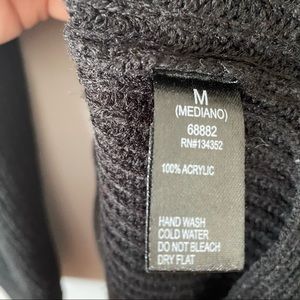 M
(MEDIANO)
68882
RN#134352
100% ACRYLIC
HAND WASH
COLD WATER
DO NOT BLEACH
DRY FLAT